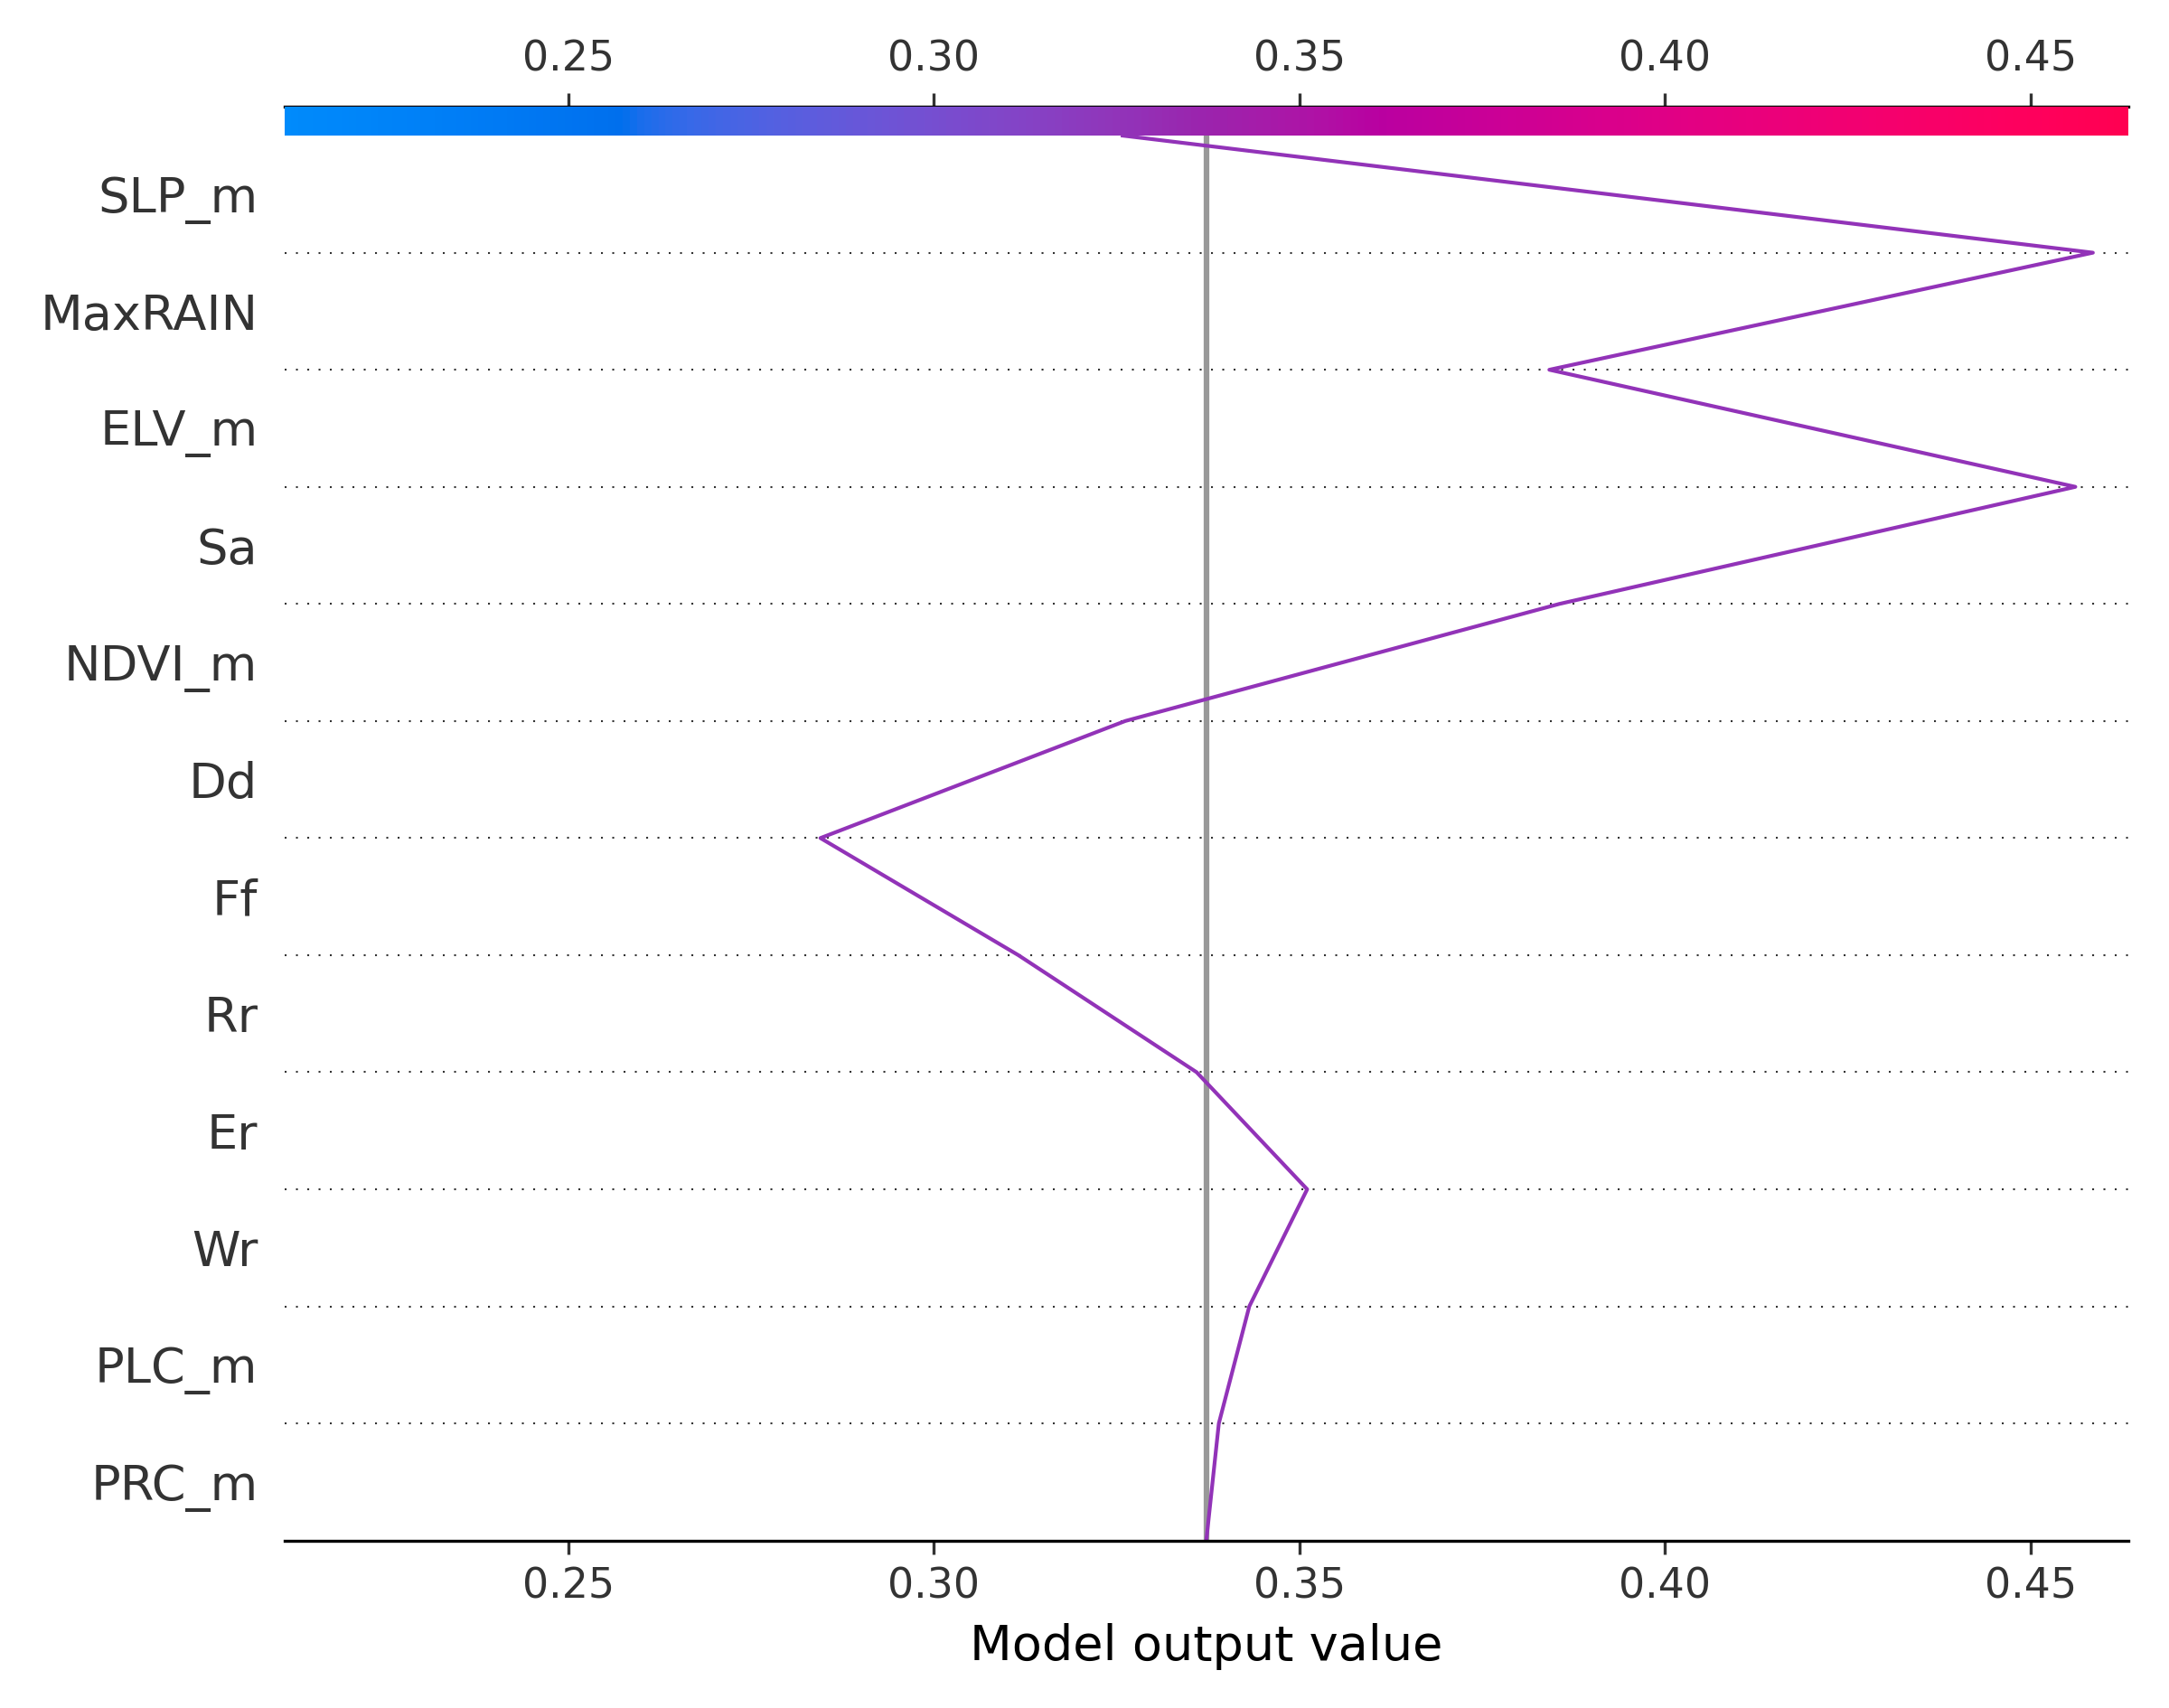 0.25 0.30 0.35 0.40 0.45
SLP_m
MaxRAIN
ELV_m
Sa
NDVI_m
Dd
Ff
Rr
Er
Wr
PLC_m
PRC_m
0.25 0.30 0.35 0.40 0.45
Model output value